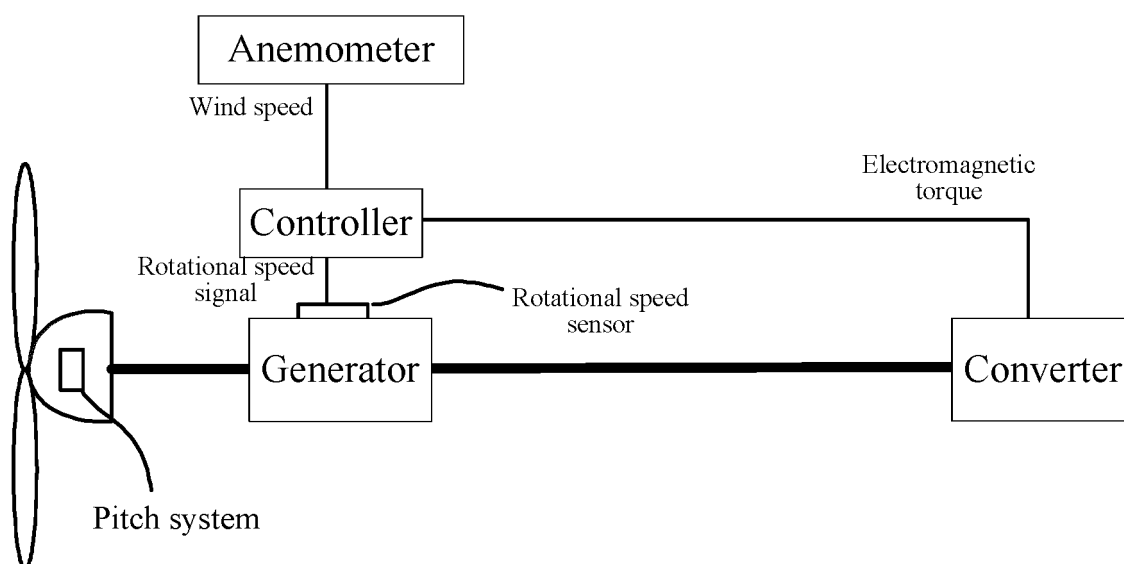 Anemometer
Wind speed
Electromagnetic
torque
Controller
Rotational speed
signal
Rotational speed
sensor
Generator
Converter
Pitch system